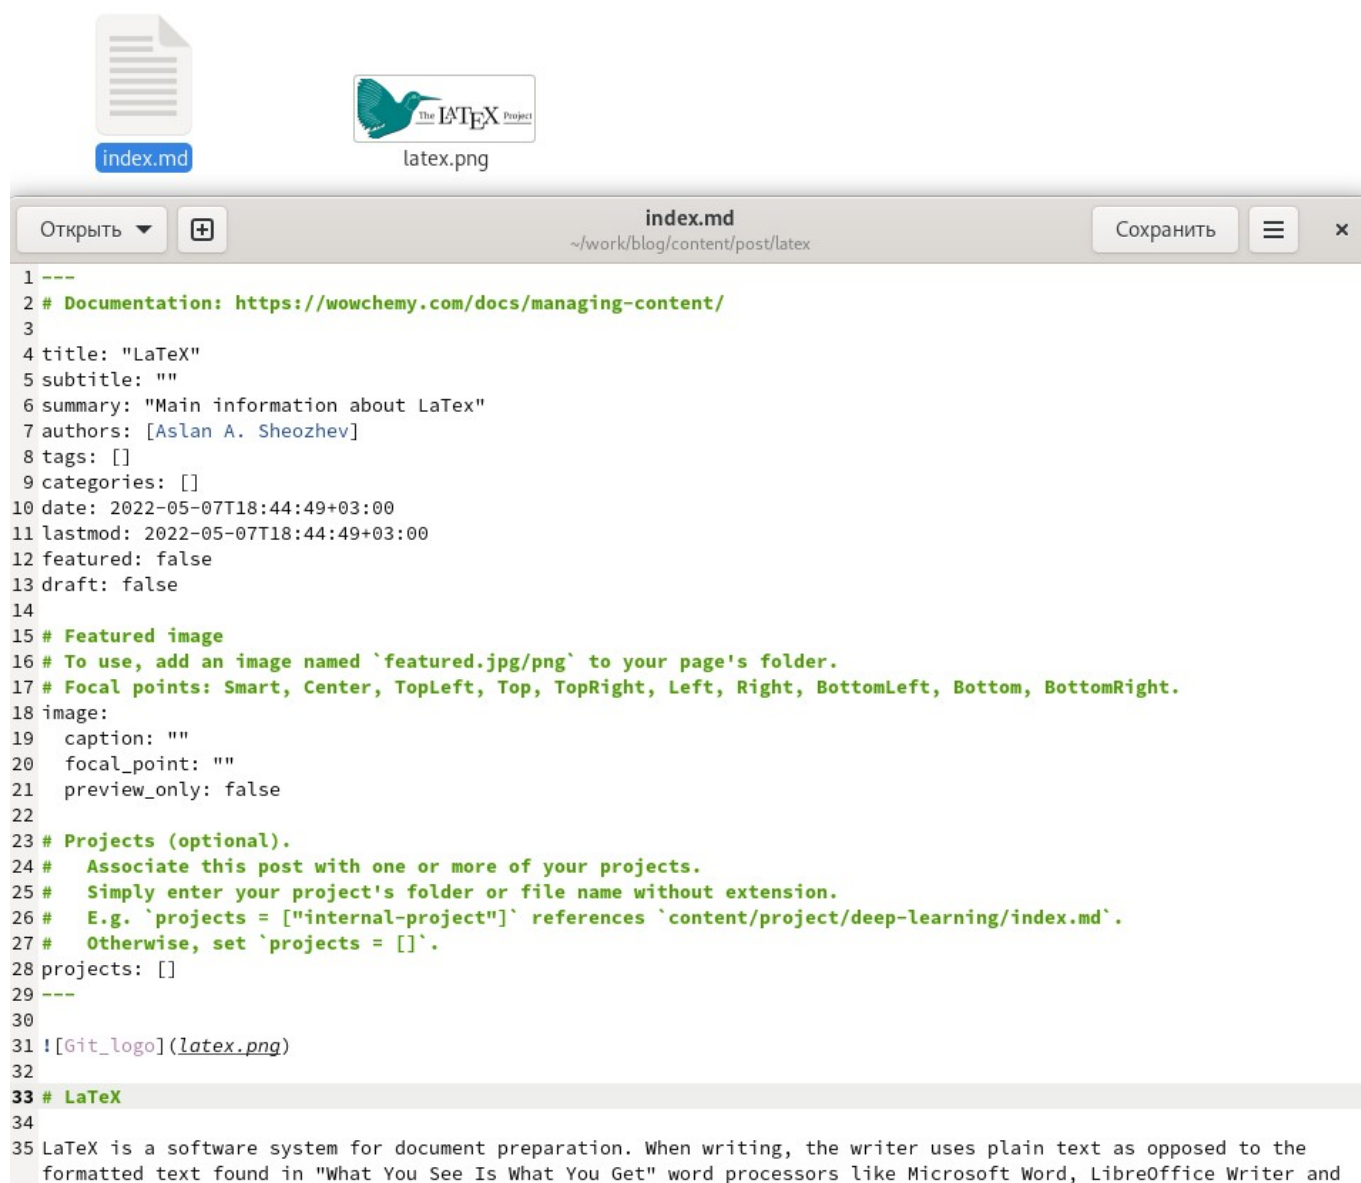 The LATEX Project
index.md
latex.png
Открыть
index.md
Сохранить
~/work/blog/content/post/latex
1 ---
2 # Documentation: https://wowchemy.com/docs/managing-content/
3
4 title: "LaTeX"
5 subtitle: ""
6 summary: "Main information about LaTex"
7 authors: [Aslan A. Sheozhev]
8 tags: []
9 categories: []
10 date: 2022-05-07T18:44:49+03:00
11 lastmod: 2022-05-07T18:44:49+03:00
12 featured: false
13 draft: false
14
15 # Featured image
16 # To use, add an image named `featured.jpg/png` to your page's folder.
17 # Focal points: Smart, Center, TopLeft, Top, TopRight, Left, Right, BottomLeft, Bottom, BottomRight.
18 image:
19   caption: ""
20   focal_point: ""
21   preview_only: false
22
23 # Projects (optional).
24 #   Associate this post with one or more of your projects.
25 #   Simply enter your project's folder or file name without extension.
26 #   E.g. `projects = ["internal-project"]` references `content/project/deep-learning/index.md`.
27 #   Otherwise, set `projects = []`.
28 projects: []
29 ---
30
31 ![Git_logo](latex.png)
32
33 # LaTeX
34
35 LaTeX is a software system for document preparation. When writing, the writer uses plain text as opposed to the
formatted text found in "What You See Is What You Get" word processors like Microsoft Word, LibreOffice Writer and